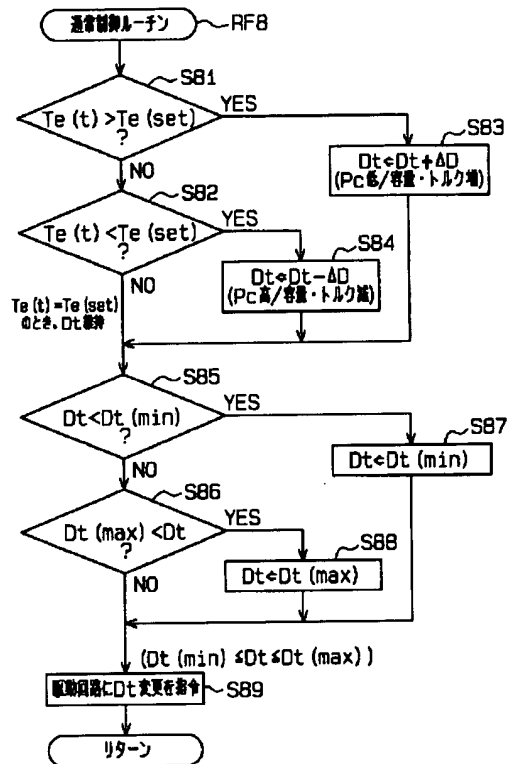 通常制御ルーチン
RF8
S81
Te(t)>Te(set)
?
YES
NO
S83
Dt⇐Dt+ΔD
(Pc低/容量・トルク増)
S82
Te(t)<Te(set)
?
YES
NO
S84
Dt⇐Dt-ΔD
(Pc高/容量・トルク減)
Te(t)=Te(set)
のとき、Dt維持
S85
Dt<Dt(min)
?
YES
NO
S87
Dt⇐Dt(min)
S86
Dt(max)<Dt
?
YES
NO
S88
Dt⇐Dt(max)
(Dt(min)≦Dt≦Dt(max))
駆動回路にDt変更を指令
S89
リターン